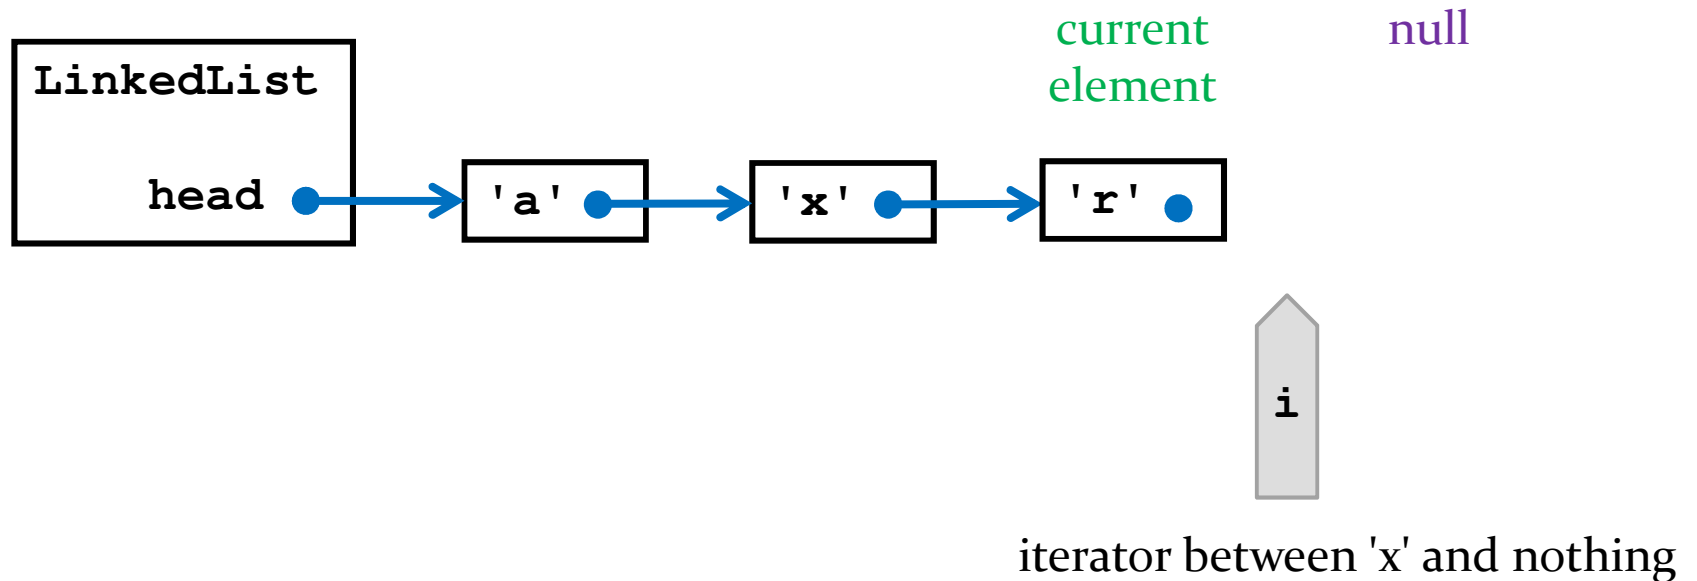 current
element
null
LinkedList
head
'a'
'x'
'r'
i
iterator between 'x' and nothing